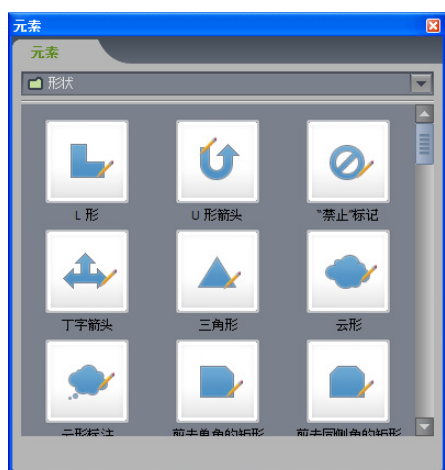 元素
元素
形状
L 形
U 形箭头
"禁止"标记
丁字箭头
三角形
云形
云形标注
剪去单角的矩形
剪去同侧角的矩形